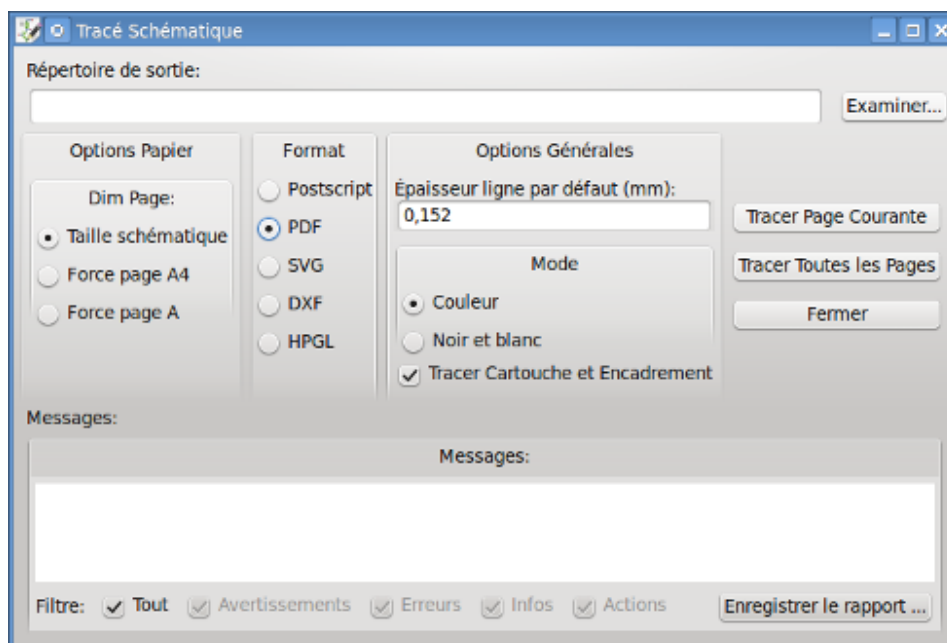 Tracé Schématique
Répertoire de sortie:
Examiner...
Options Papier
Dim Page:
Taille schématique
Force page A4
Force page A
Format
Postscript
PDF
SVG
DXF
HPGL
Options Générales
Épaisseur ligne par défaut (mm):
0,152
Mode
Couleur
Noir et blanc
Tracer Cartouche et Encadrement
Tracer Page Courante
Tracer Toutes les Pages
Fermer
Messages:
Messages:
Filtre: Tout Avertissements Erreurs Infos Actions Enregistrer le rapport ...